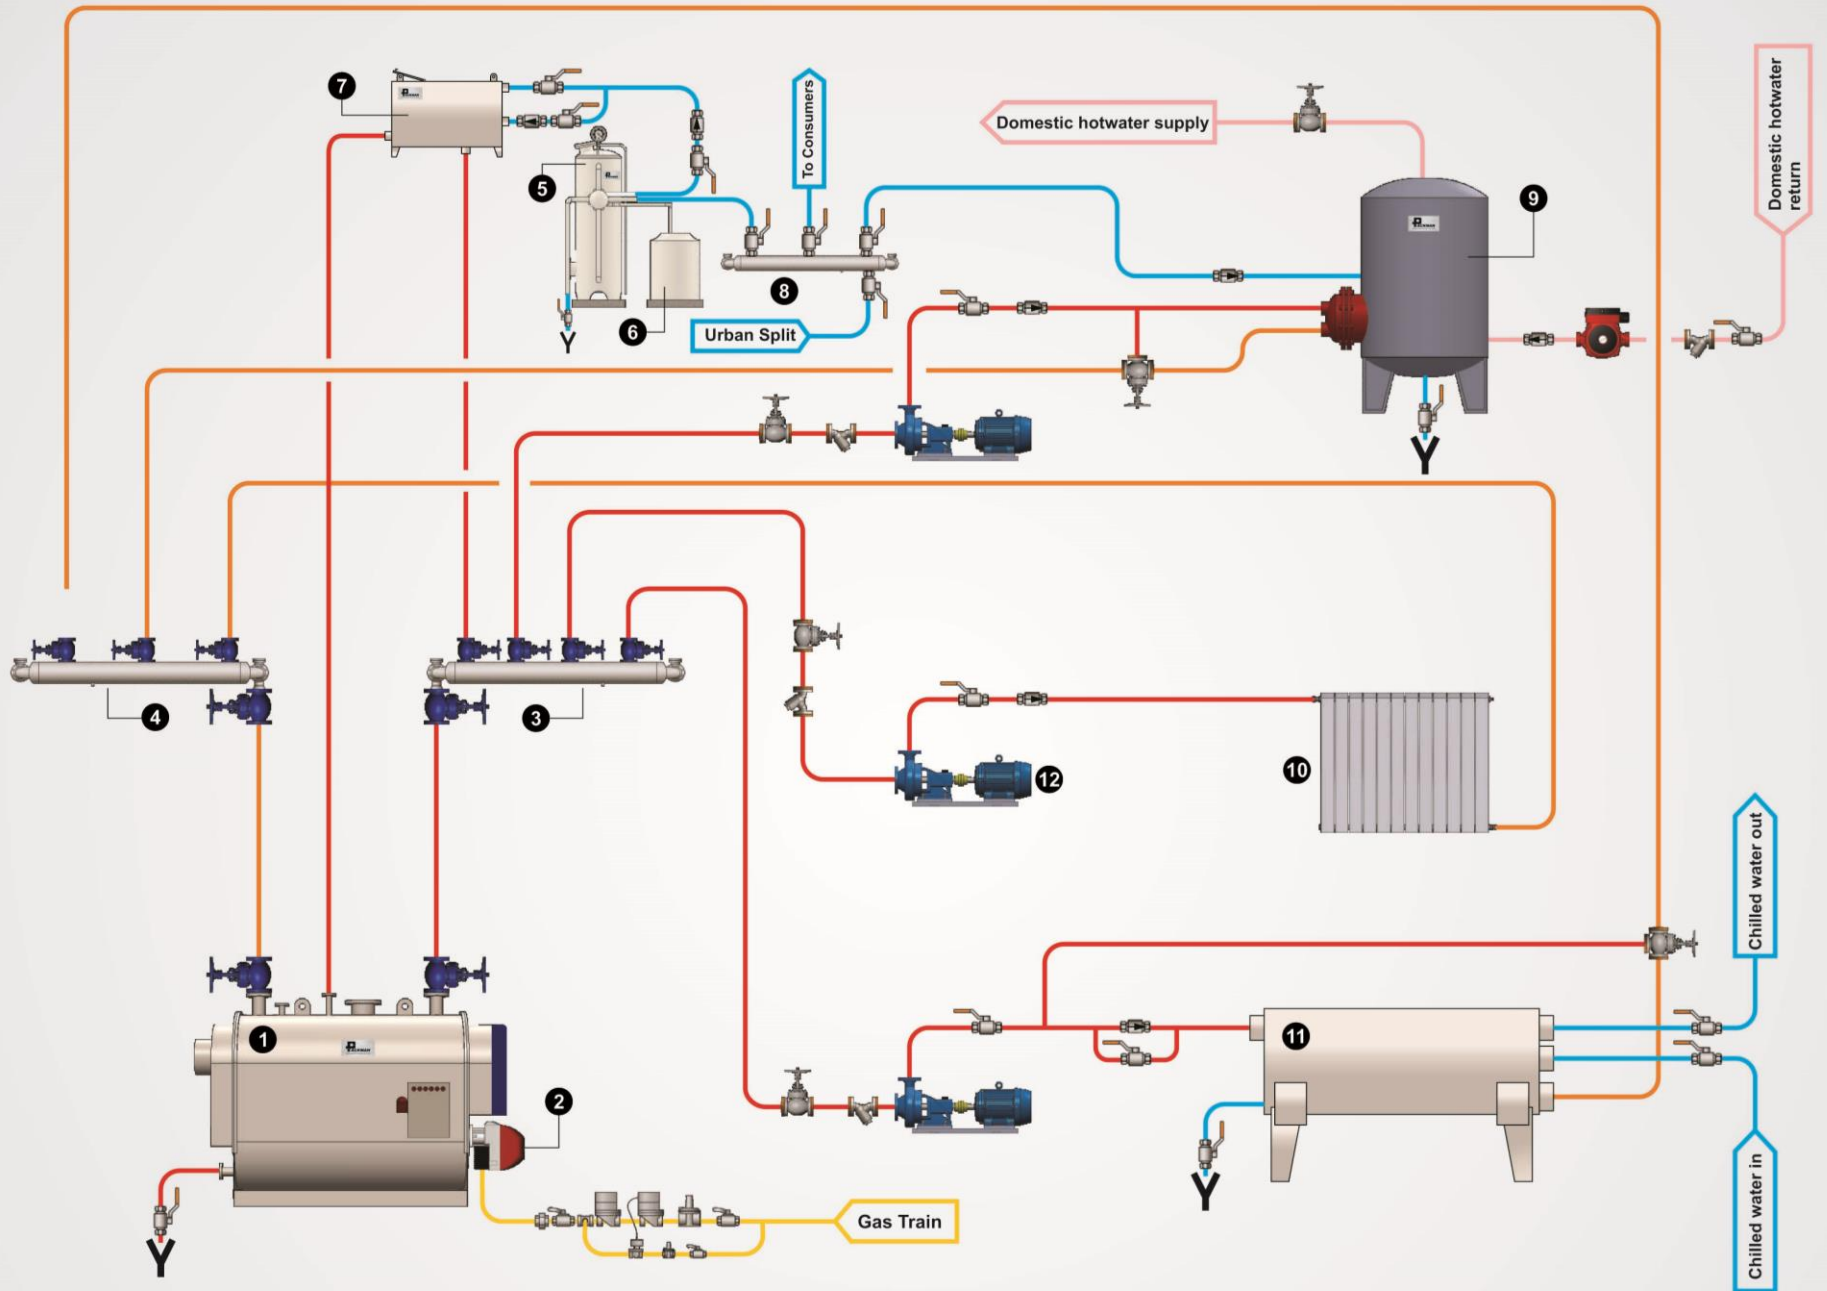 7
To Consumers
Domestic hotwater supply
Domestic hotwater
return
5
9
8
6
Urban Split
4
3
12
10
Chilled water out
1
11
2
Gas Train
Chilled water in